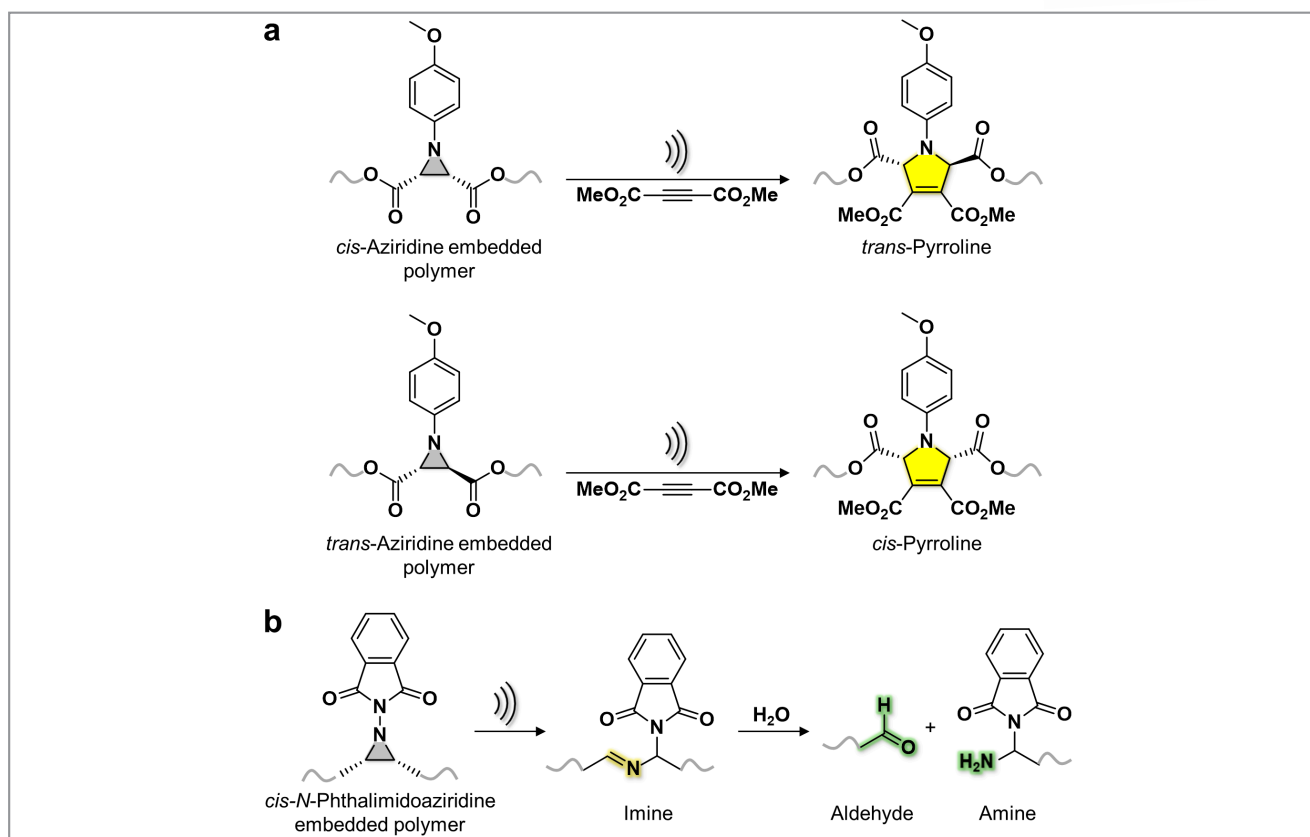 a
O
N
O
O
O
O
cis-Aziridine embedded
polymer
MeO₂C
CO₂Me
O
O
N
O
O
O
MeO₂C
CO₂Me
trans-Pyrroline
O
N
O
O
O
O
trans-Aziridine embedded
polymer
MeO₂C
CO₂Me
O
O
N
O
O
O
MeO₂C
CO₂Me
cis-Pyrroline
b
O
O
N
N
cis-N-Phthalimidoaziridine
embedded polymer
O
O
N
N
Imine
H₂O
H
O
Aldehyde
+
O
O
N
H₂N
Amine